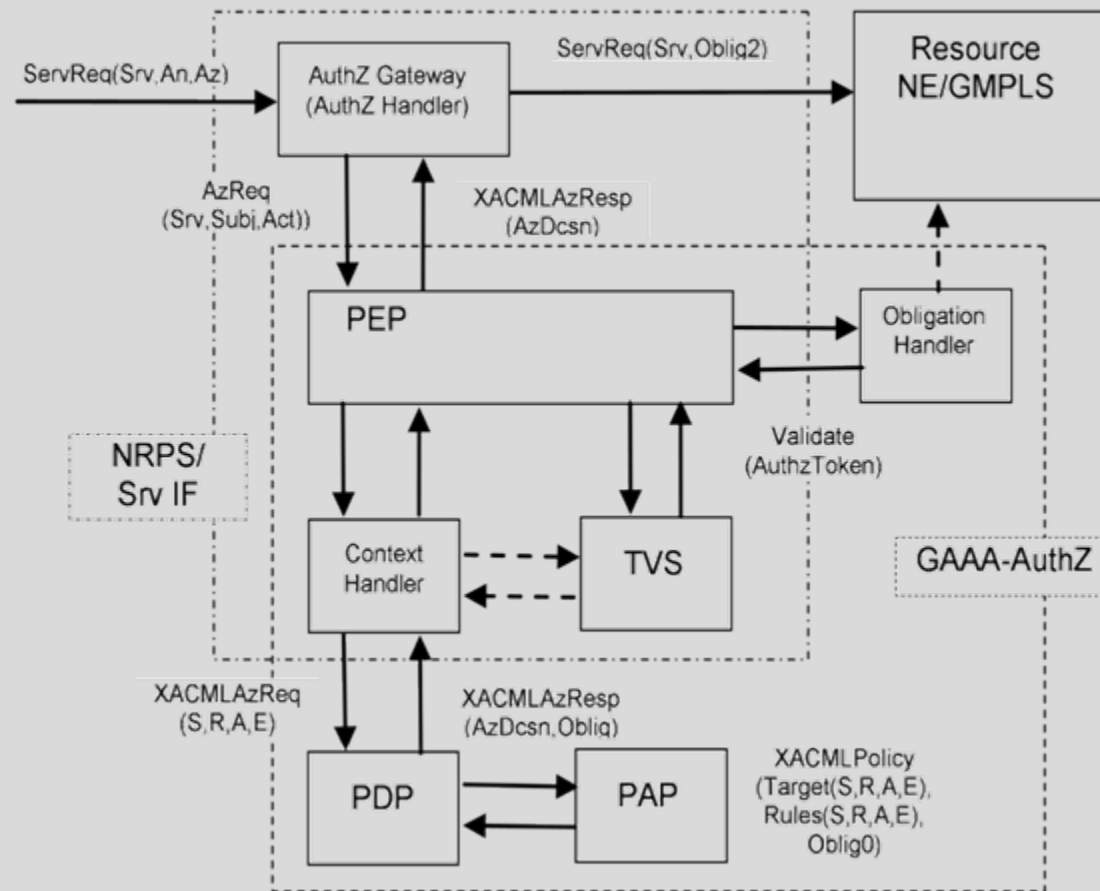 ServReq(Srv,An,Az)
AuthZ Gateway
(AuthZ Handler)
ServReq(Srv,Oblig2)
Resource
NE/GMPLS
AzReq
(Srv,Subj,Act))
XACMLAzResp
(AzDcsn)
PEP
Obligation
Handler
Validate
(AuthzToken)
NRPS/
Srv IF
Context
Handler
TVS
GAAA-AuthZ
XACMLAzReq
(S,R,A,E)
XACMLAzResp
(AzDcsn,Oblig)
PDP
PAP
XACMLPolicy
(Target(S,R,A,E),
Rules(S,R,A,E),
Oblig0)